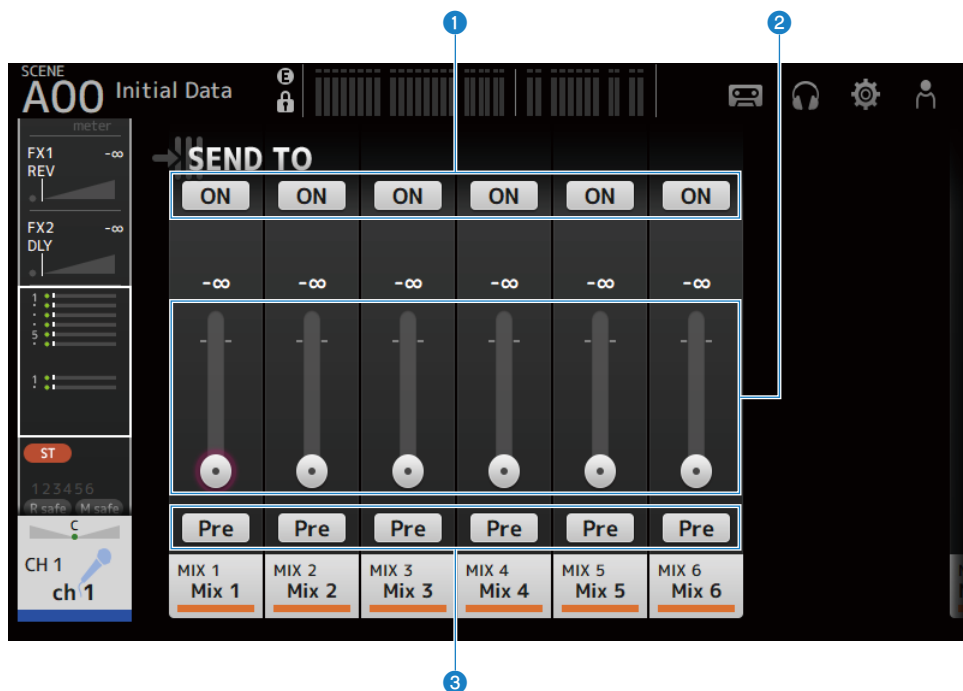 1 2
SCENE
A00 Initial Data E
meter
FX1 -∞
REV
FX2 -∞
DLY
1
5
1
ST
123456
R safe M safe
C
CH 1
ch 1
SEND TO
ON ON ON ON ON ON
-∞ -∞ -∞ -∞ -∞ -∞
Pre Pre Pre Pre Pre Pre
MIX 1 MIX 2 MIX 3 MIX 4 MIX 5 MIX 6
Mix 1 Mix 2 Mix 3 Mix 4 Mix 5 Mix 6
3